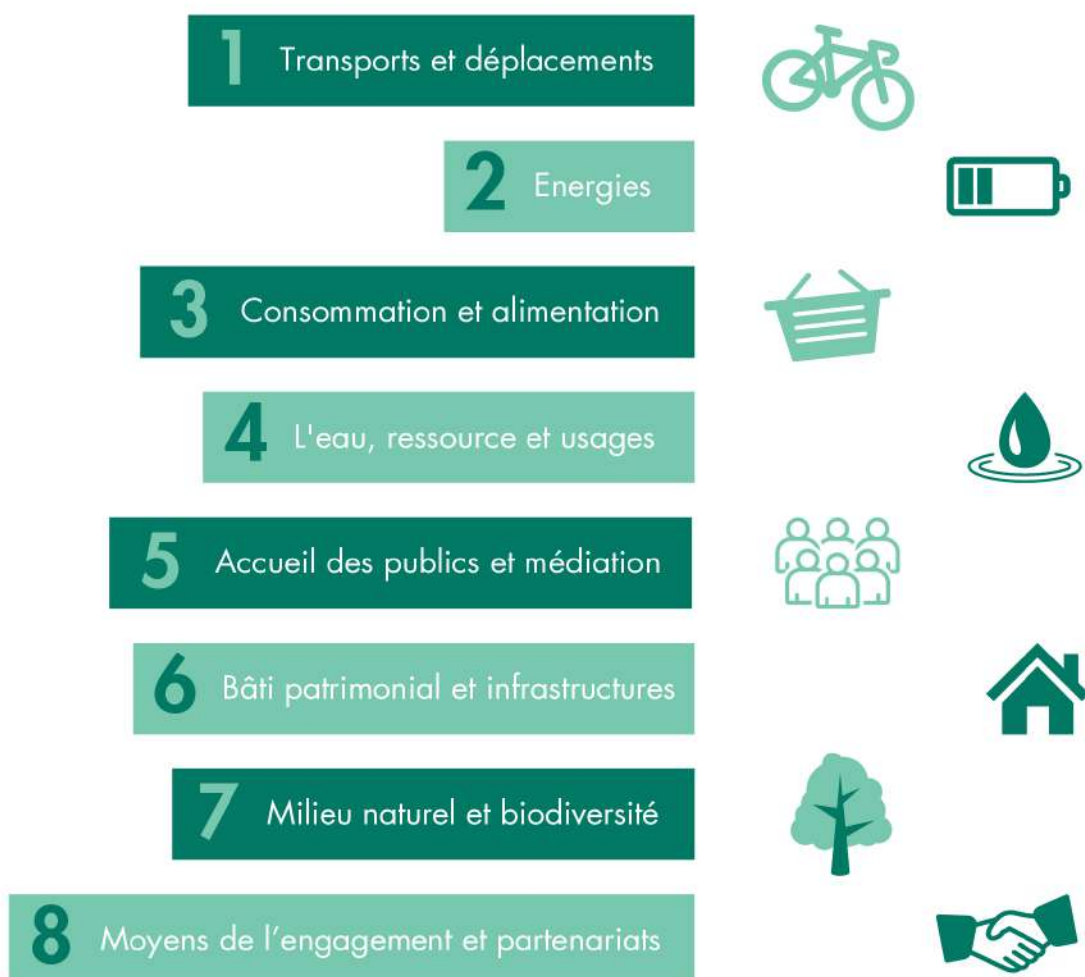 1 Transports et déplacements
2 Energies
3 Consommation et alimentation
4 L'eau, ressource et usages
5 Accueil des publics et médiation
6 Bâti patrimonial et infrastructures
7 Milieu naturel et biodiversité
8 Moyens de l’engagement et partenariats